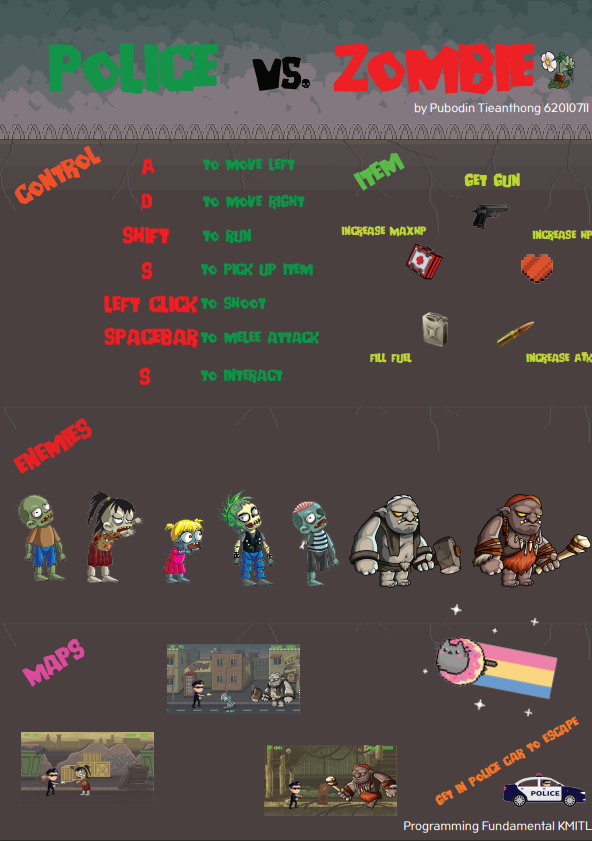 POLICE VS. ZOMBIE
by Pubodin Tieanthong 62010711
CONTROL
A TO MOVE LEFT
D TO MOVE RIGHT
SHIFT TO RUN
S TO PICK UP ITEM
LEFT CLICK TO SHOOT
SPACEBAR TO MELEE ATTACK
S TO INTERACT
ITEM
GET GUN
INCREASE MAXHP
INCREASE HP
FILL FUEL
INCREASE ATK
ENEMIES
MAPS
GET IN POLICE CAR TO ESCAPE
POLICE
Programming Fundamental KMITL